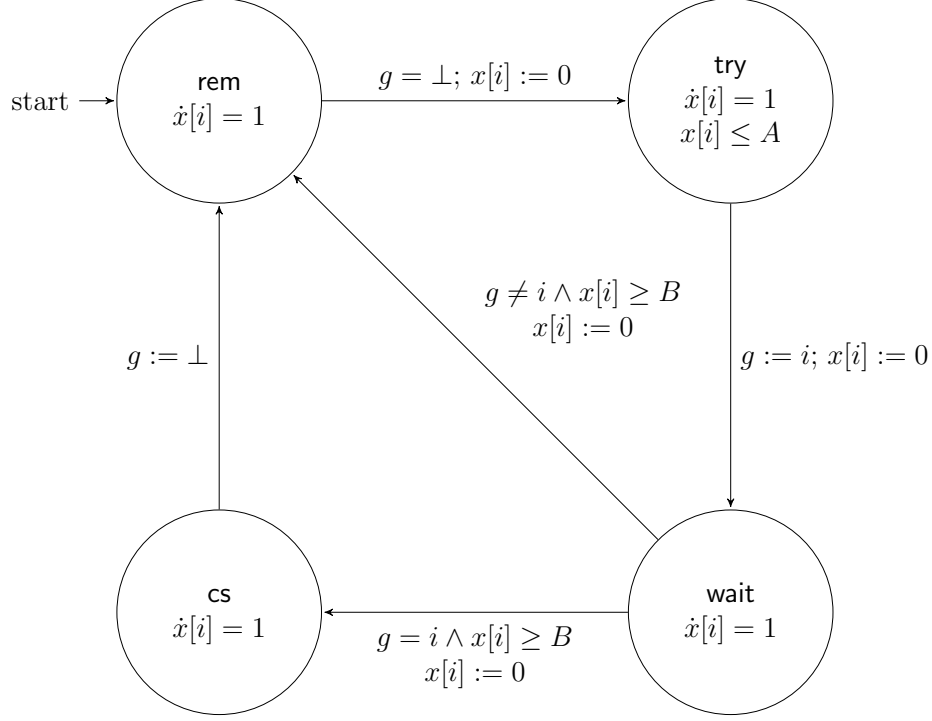 start
rem
ẋ[i] = 1
g = ⊥; x[i] := 0
try
ẋ[i] = 1
x[i] ≤ A
g ≠ i ∧ x[i] ≥ B
x[i] := 0
g := ⊥
g := i; x[i] := 0
cs
ẋ[i] = 1
g = i ∧ x[i] ≥ B
x[i] := 0
wait
ẋ[i] = 1